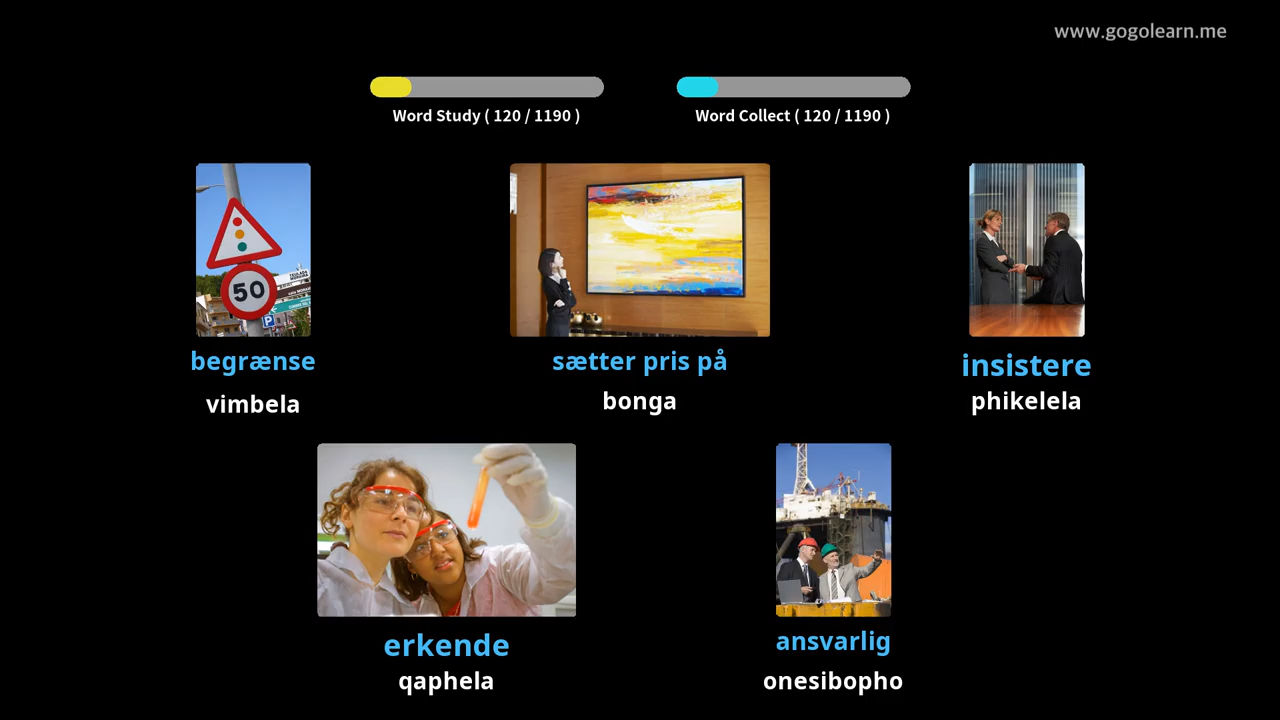 www.gogolearn.me
Word Study ( 120 / 1190 )
Word Collect ( 120 / 1190 )
50
P
begrænse
vimbela
sætter pris på
bonga
insistere
phikelela
erkende
qaphela
ansvarlig
onesibopho